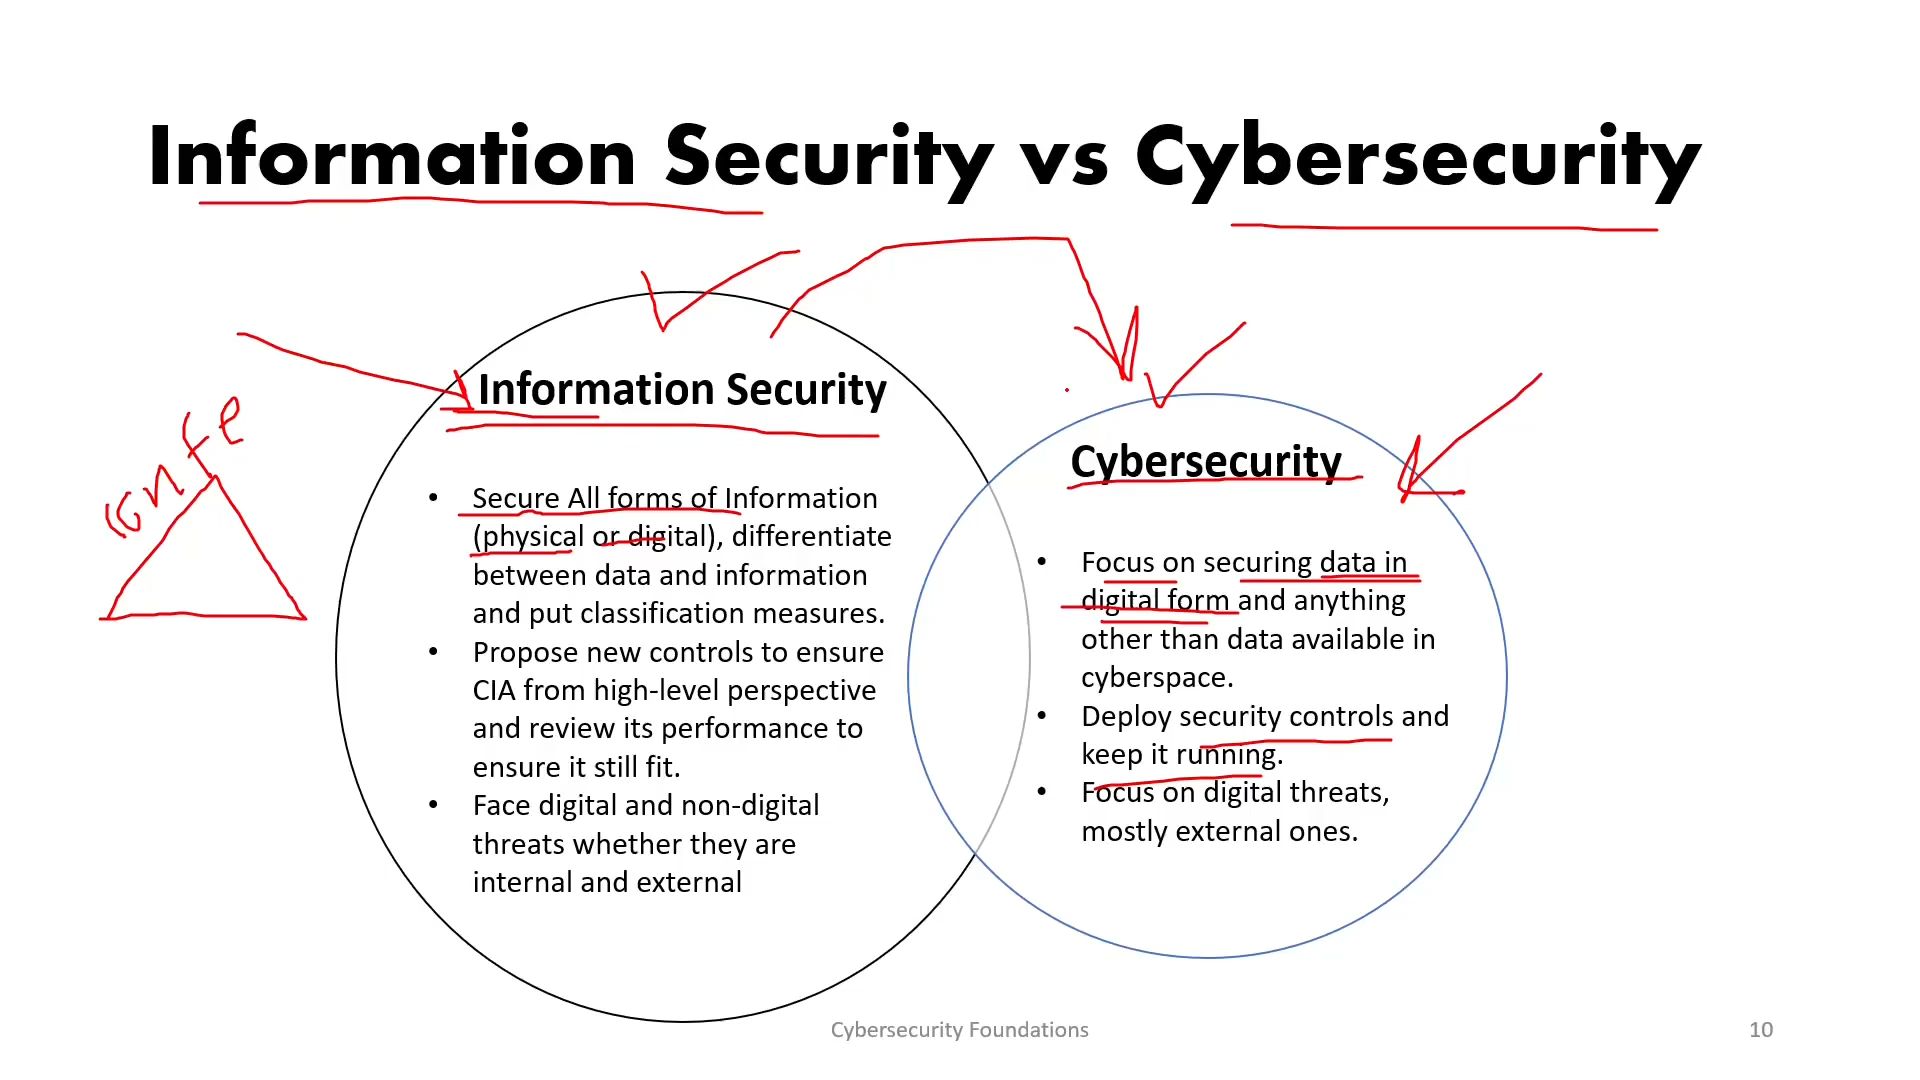 Information Security vs Cybersecurity
Information Security
• Secure All forms of Information
(physical or digital), differentiate
between data and information
and put classification measures.
• Propose new controls to ensure
CIA from high-level perspective
and review its performance to
ensure it still fit.
• Face digital and non-digital
threats whether they are
internal and external
Cybersecurity
• Focus on securing data in
digital form and anything
other than data available in
cyberspace.
• Deploy security controls and
keep it running.
• Focus on digital threats,
mostly external ones.
Confe
Cybersecurity Foundations
10